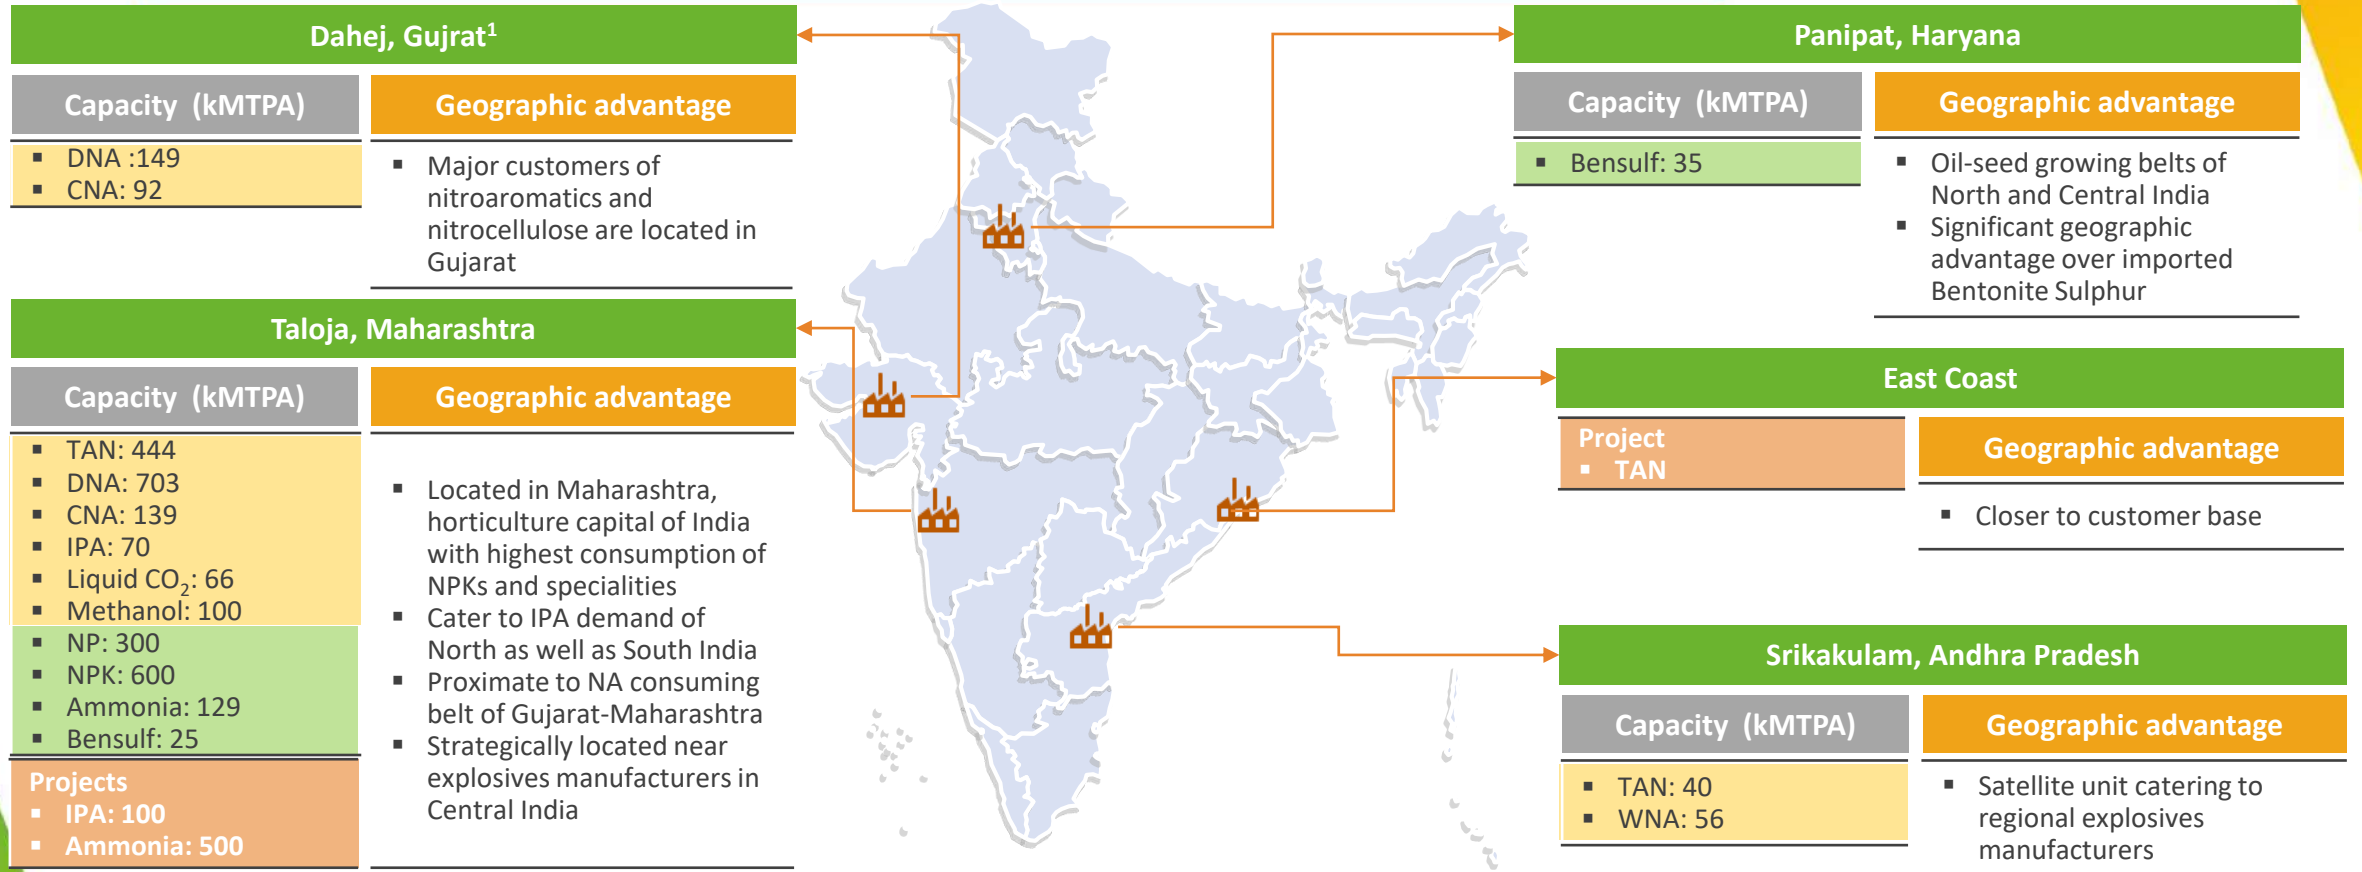 Dahej, Gujrat¹
Capacity (kMTPA)
Geographic advantage
▪ DNA :149
▪ CNA: 92
▪ Major customers of
nitroaromatics and
nitrocellulose are located in
Gujarat
Taloja, Maharashtra
Capacity (kMTPA)
Geographic advantage
▪ TAN: 444
▪ DNA: 703
▪ CNA: 139
▪ IPA: 70
▪ Liquid CO₂: 66
▪ Methanol: 100
▪ NP: 300
▪ NPK: 600
▪ Ammonia: 129
▪ Bensulf: 25
Projects
▪ IPA: 100
▪ Ammonia: 500
▪ Located in Maharashtra,
horticulture capital of India
with highest consumption of
NPKs and specialities
▪ Cater to IPA demand of
North as well as South India
▪ Proximate to NA consuming
belt of Gujarat-Maharashtra
▪ Strategically located near
explosives manufacturers in
Central India
Panipat, Haryana
Capacity (kMTPA)
Geographic advantage
▪ Bensulf: 35
▪ Oil-seed growing belts of
North and Central India
▪ Significant geographic
advantage over imported
Bentonite Sulphur
East Coast
Project
▪ TAN
Geographic advantage
▪ Closer to customer base
Srikakulam, Andhra Pradesh
Capacity (kMTPA)
Geographic advantage
▪ TAN: 40
▪ WNA: 56
▪ Satellite unit catering to
regional explosives
manufacturers